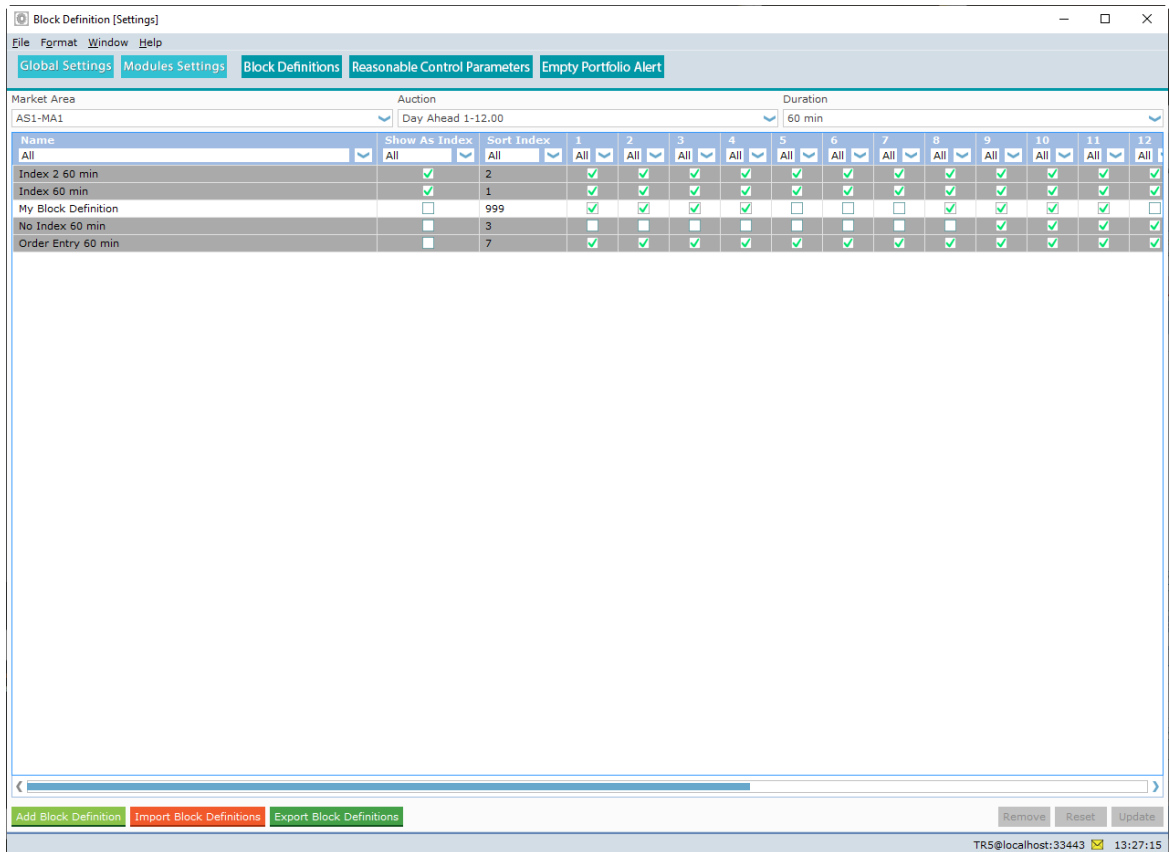 Block Definition [Settings]
File Format Window Help
Global Settings Modules Settings Block Definitions Reasonable Control Parameters Empty Portfolio Alert
Market Area Auction Duration
AS1-MA1 Day Ahead 1-12.00 60 min
Name Show As Index Sort Index 1 2 3 4 5 6 7 8 9 10 11 12
All All All All All All All All All All All All All All All
Index 2 60 min 2
Index 60 min 1
My Block Definition 999
No Index 60 min 3
Order Entry 60 min 7
Add Block Definition Import Block Definitions Export Block Definitions Remove Reset Update
TR5@localhost:33443 13:27:15